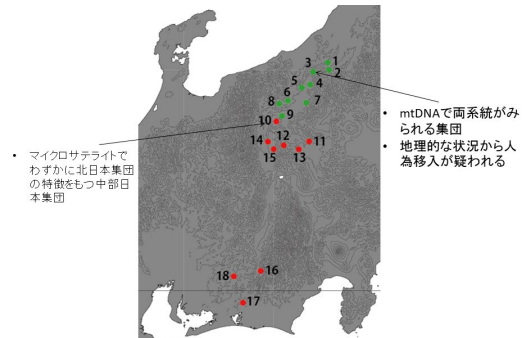 1
3
2
5
4
6
8
7
9
10
14
12
11
15
13
16
18
17
• mtDNAで両系統がみ
られる集団
• 地理的な状況から人
為移入が疑われる
• マイクロサテライトで
わずかに北日本集団
の特徴をもつ中部日
本集団